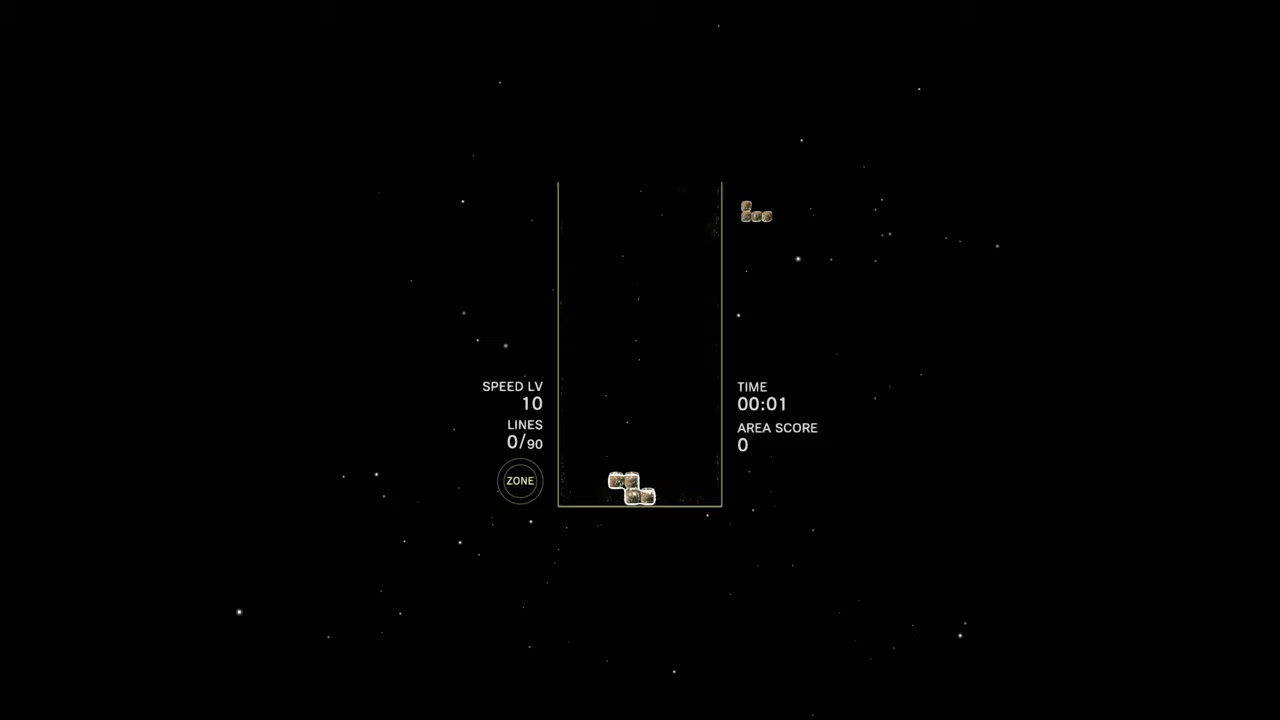 SPEED LV
10
LINES
0/90
ZONE
TIME
00:01
AREA SCORE
0